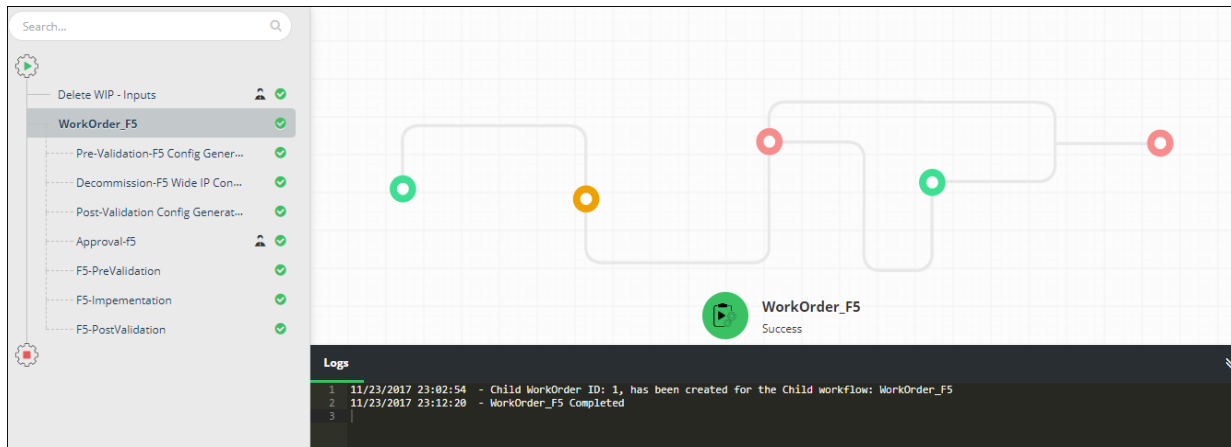 Search...
Delete WIP - Inputs
WorkOrder_F5
Pre-Validation-F5 Config Gener...
Decommission-F5 Wide IP Con...
Post-Validation Config Generat...
Approval-f5
F5-PreValidation
F5-Impementation
F5-PostValidation
WorkOrder_F5
Success
Logs
1 11/23/2017 23:02:54 - Child WorkOrder ID: 1, has been created for the Child workflow: WorkOrder_F5
2 11/23/2017 23:12:20 - WorkOrder_F5 Completed
3